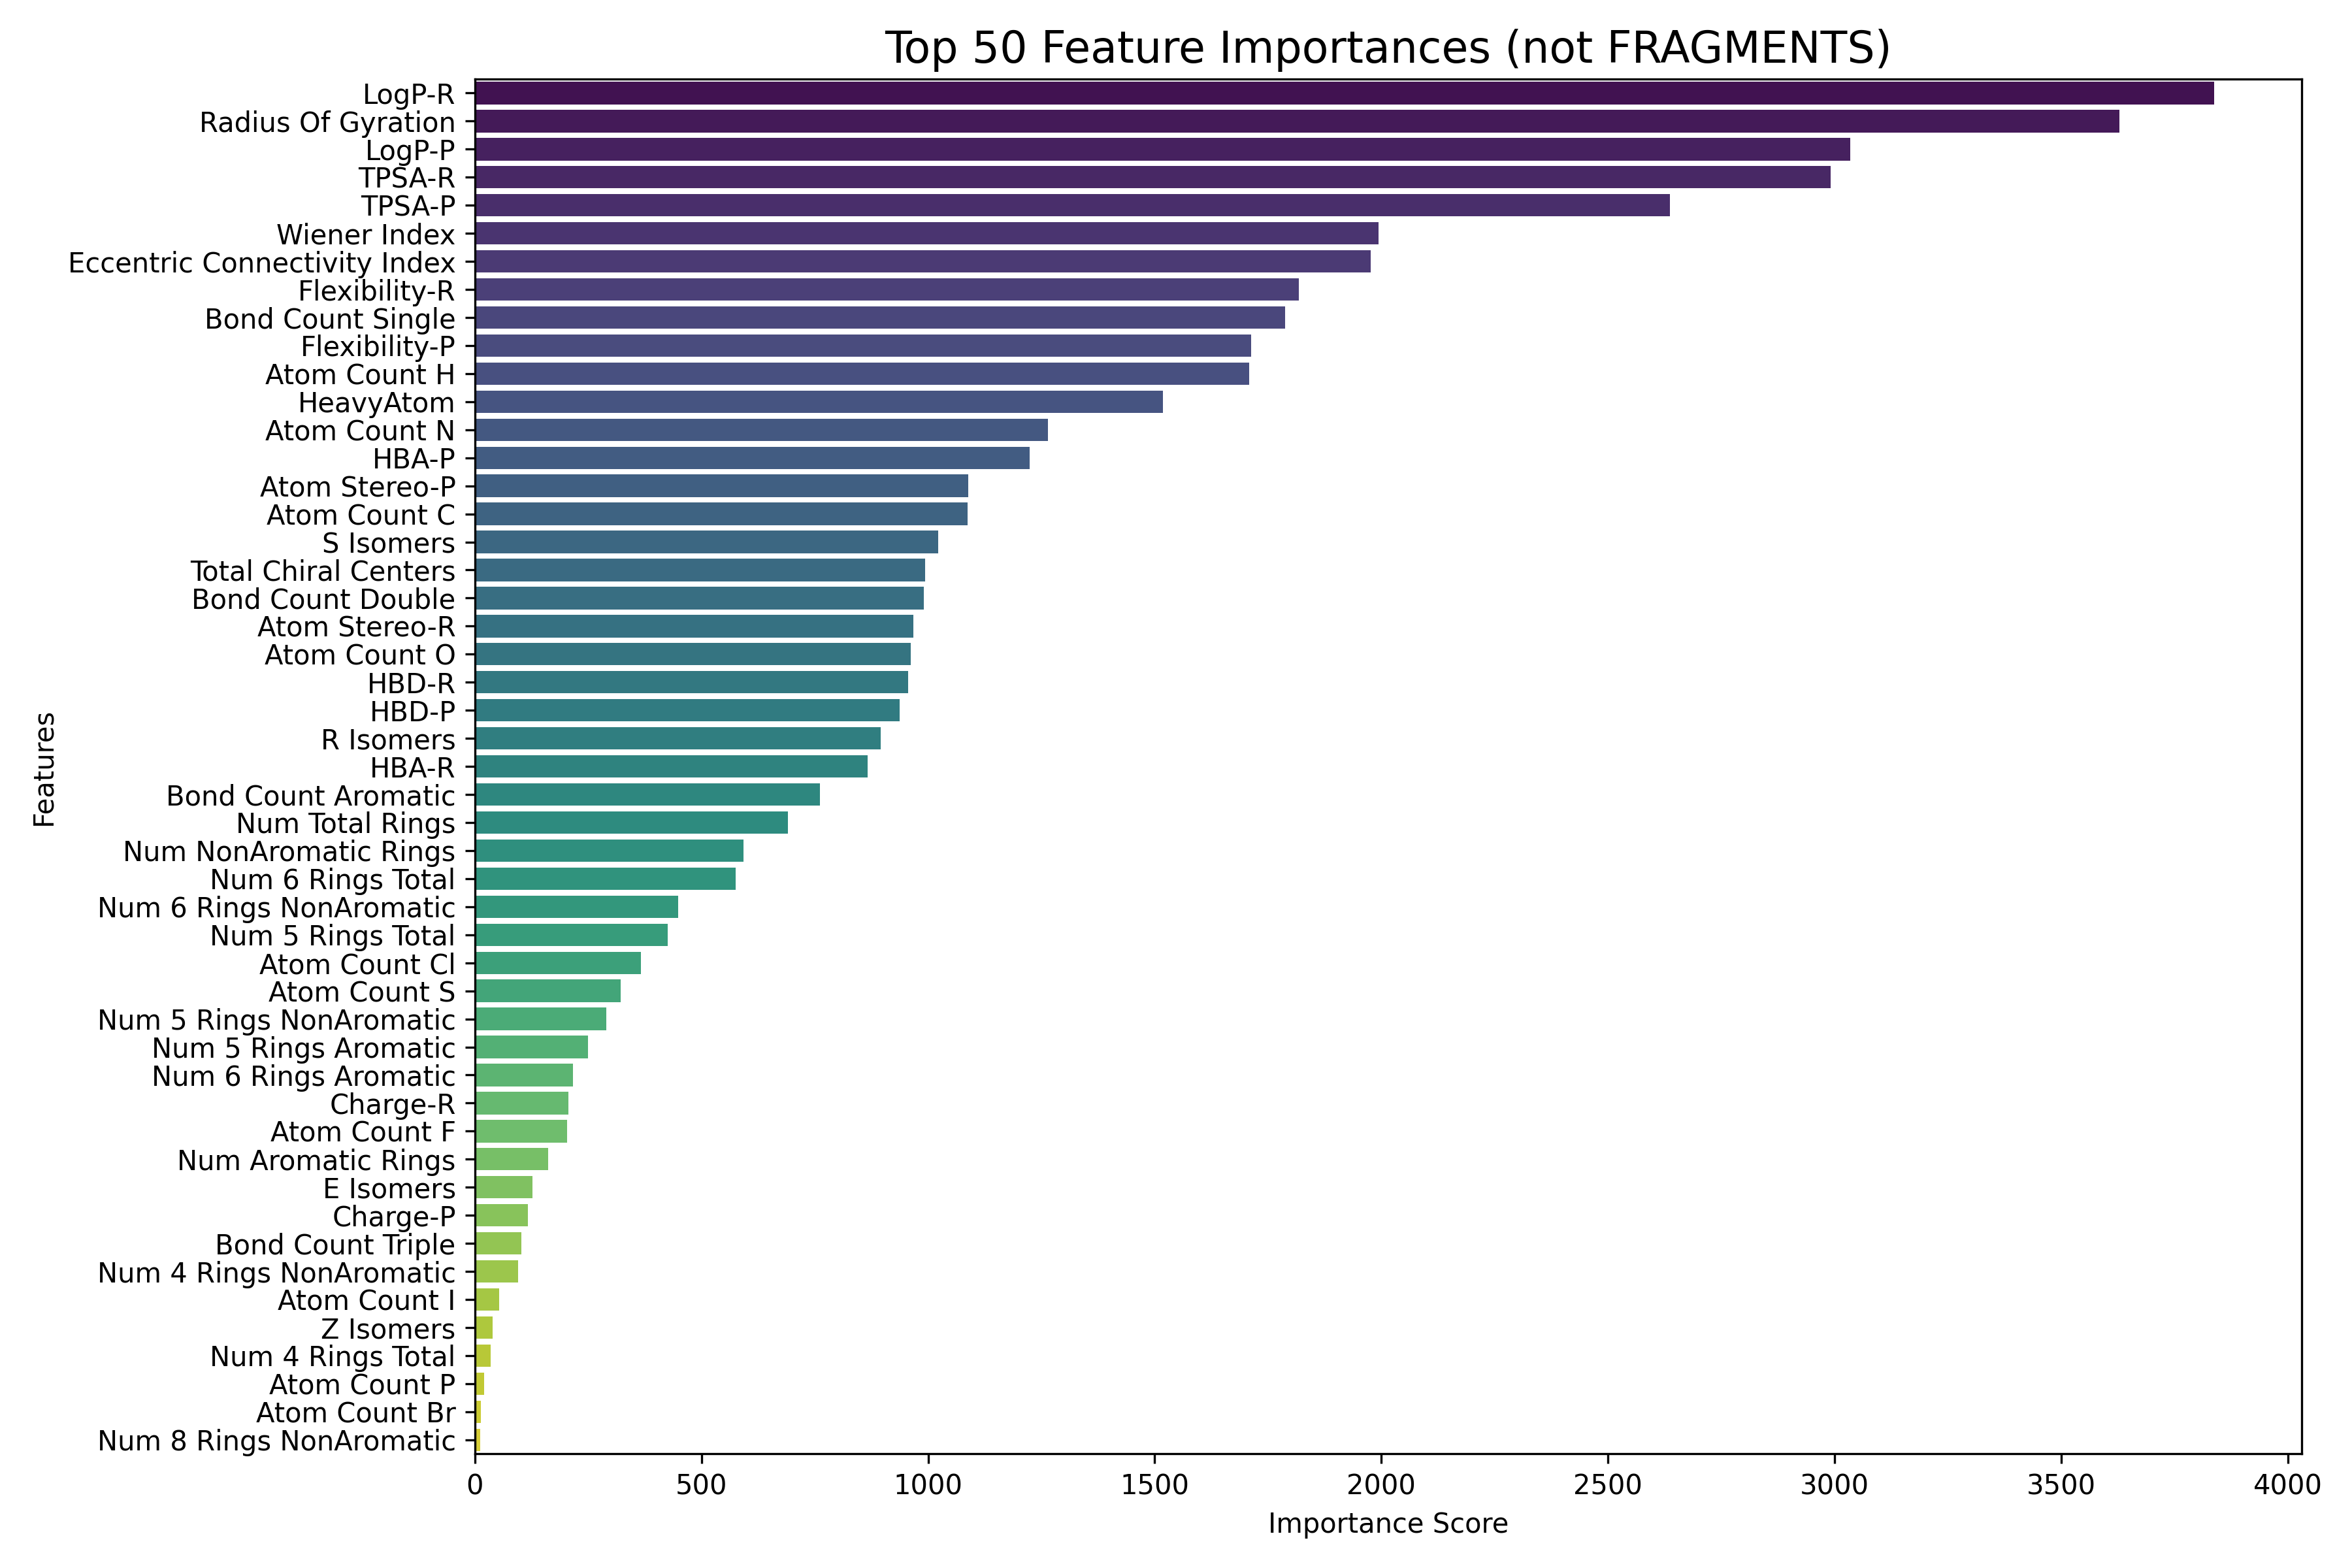 Top 50 Feature Importances (not FRAGMENTS)
LogP-R
Radius Of Gyration
LogP-P
TPSA-R
TPSA-P
Wiener Index
Eccentric Connectivity Index
Flexibility-R
Bond Count Single
Flexibility-P
Atom Count H
HeavyAtom
Atom Count N
HBA-P
Atom Stereo-P
Atom Count C
S Isomers
Total Chiral Centers
Bond Count Double
Atom Stereo-R
Atom Count O
HBD-R
HBD-P
R Isomers
HBA-R
Bond Count Aromatic
Num Total Rings
Num NonAromatic Rings
Num 6 Rings Total
Num 6 Rings NonAromatic
Num 5 Rings Total
Atom Count Cl
Atom Count S
Num 5 Rings NonAromatic
Num 5 Rings Aromatic
Num 6 Rings Aromatic
Charge-R
Atom Count F
Num Aromatic Rings
E Isomers
Charge-P
Bond Count Triple
Num 4 Rings NonAromatic
Atom Count I
Z Isomers
Num 4 Rings Total
Atom Count P
Atom Count Br
Num 8 Rings NonAromatic
Features
0 500 1000 1500 2000 2500 3000 3500 4000
Importance Score